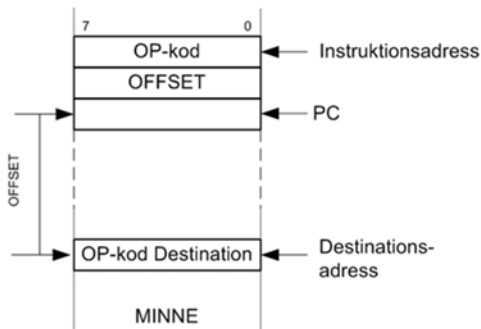 7 0
OP-kod
Instruktionsadress
OFFSET
PC
OFFSET
OP-kod Destination
Destinations-
adress
MINNE